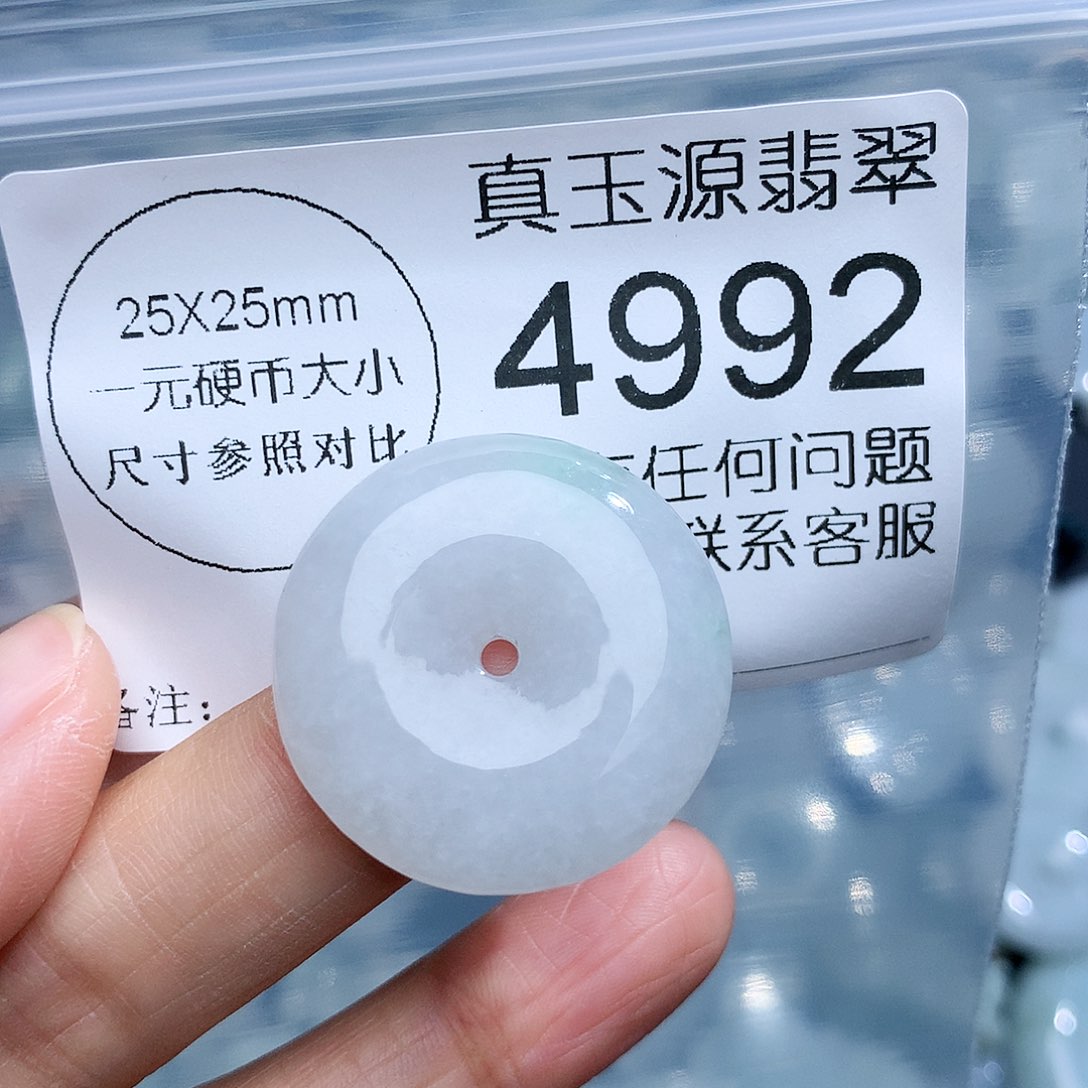 真玉源翡翠
4992
25X25mm
一元硬币大小
尺寸参照对比
任何问题
联系客服
备注: